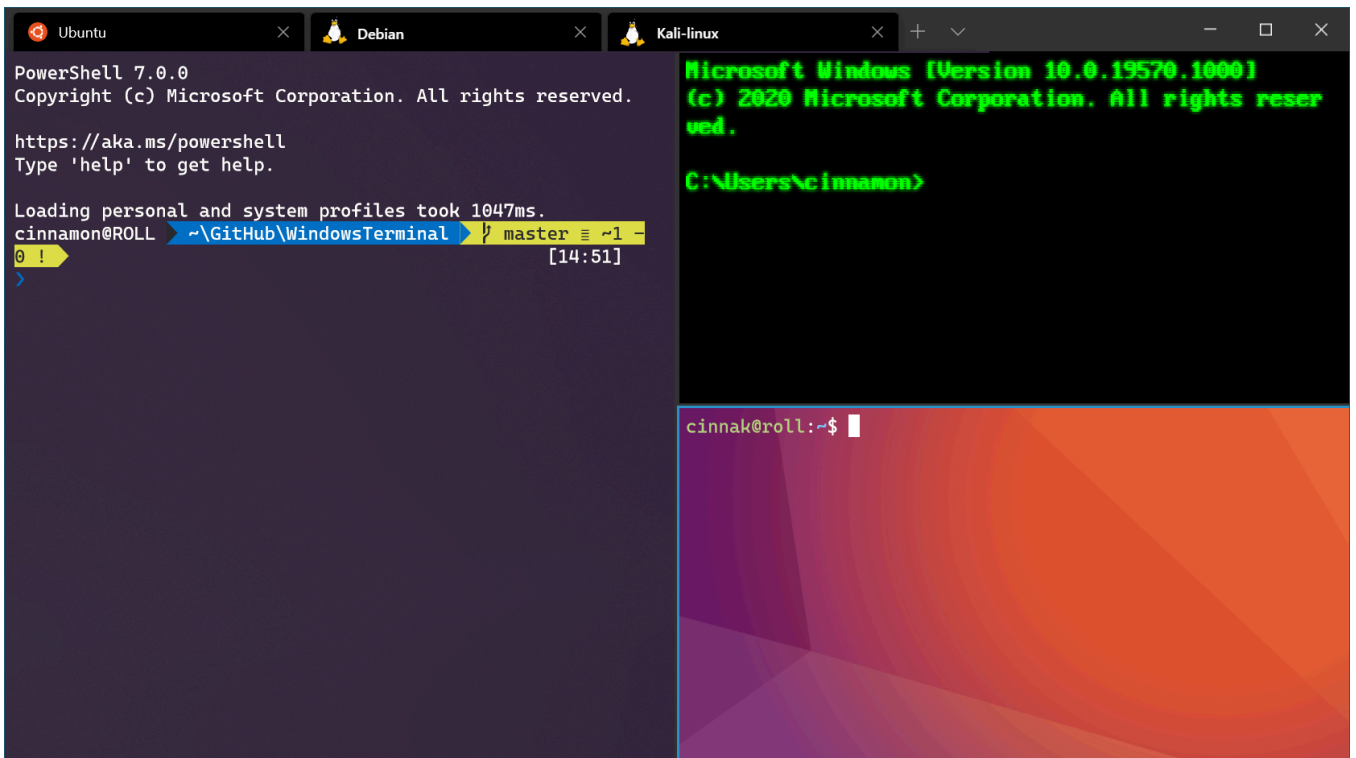 Ubuntu
Debian
Kali-linux
PowerShell 7.0.0
Copyright (c) Microsoft Corporation. All rights reserved.
https://aka.ms/powershell
Type 'help' to get help.
Loading personal and system profiles took 1047ms.
cinnamon@ROLL ~\GitHub\WindowsTerminal master ≡ ~1 -
0 ! [14:51]
❯
Microsoft Windows [Version 10.0.19570.1000]
(c) 2020 Microsoft Corporation. All rights reser
ved.
C:\Users\cinnamon>
cinnak@roll:~$